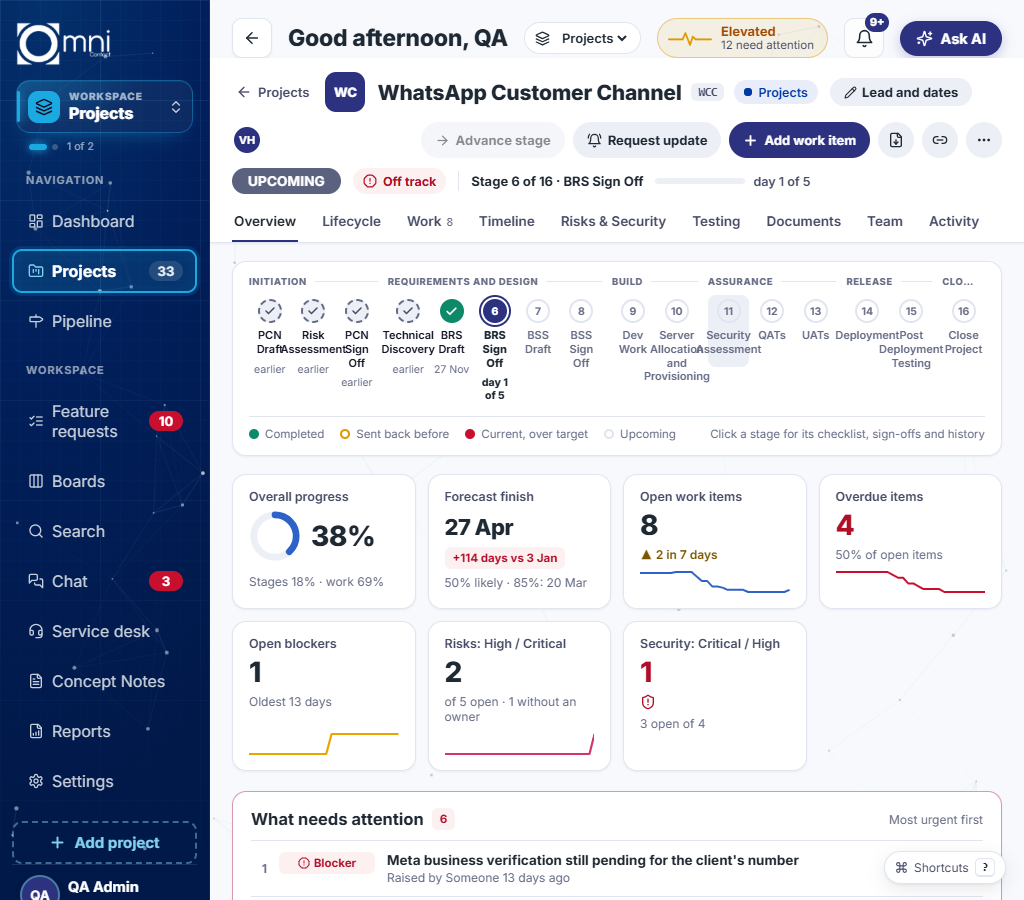 Omni
Contact
WORKSPACE
Projects
1 of 2
NAVIGATION
Dashboard
Projects 33
Pipeline
WORKSPACE
Feature requests 10
Boards
Search
Chat 3
Service desk
Concept Notes
Reports
Settings
+ Add project
QA
QA Admin
Good afternoon, QA
Projects
Elevated
12 need attention
9+
Ask AI
Projects
WC
WhatsApp Customer Channel
WCC
Projects
Lead and dates
VH
Advance stage
Request update
Add work item
UPCOMING
Off track
Stage 6 of 16 · BRS Sign Off
day 1 of 5
Overview
Lifecycle
Work 8
Timeline
Risks & Security
Testing
Documents
Team
Activity
INITIATION
PCN Draft
earlier
Risk Assessment
earlier
PCN Sign Off
earlier
REQUIREMENTS AND DESIGN
Technical Discovery
earlier
BRS Draft
27 Nov
6
BRS Sign Off
day 1 of 5
7
BSS Draft
8
BSS Sign Off
BUILD
9
Dev Work
10
Server Allocation and Provisioning
ASSURANCE
11
Security Assessment
12
QATs
13
UATs
RELEASE
14
Deployment
15
Post Deployment Testing
CLO...
16
Close Project
Completed
Sent back before
Current, over target
Upcoming
Click a stage for its checklist, sign-offs and history
Overall progress
38%
Stages 18% · work 69%
Forecast finish
27 Apr
+114 days vs 3 Jan
50% likely · 85%: 20 Mar
Open work items
8
▲ 2 in 7 days
Overdue items
4
50% of open items
Open blockers
1
Oldest 13 days
Risks: High / Critical
2
of 5 open · 1 without an owner
Security: Critical / High
1
3 open of 4
What needs attention 6
Most urgent first
1
Blocker
Meta business verification still pending for the client's number
Raised by Someone 13 days ago
⌘ Shortcuts ?